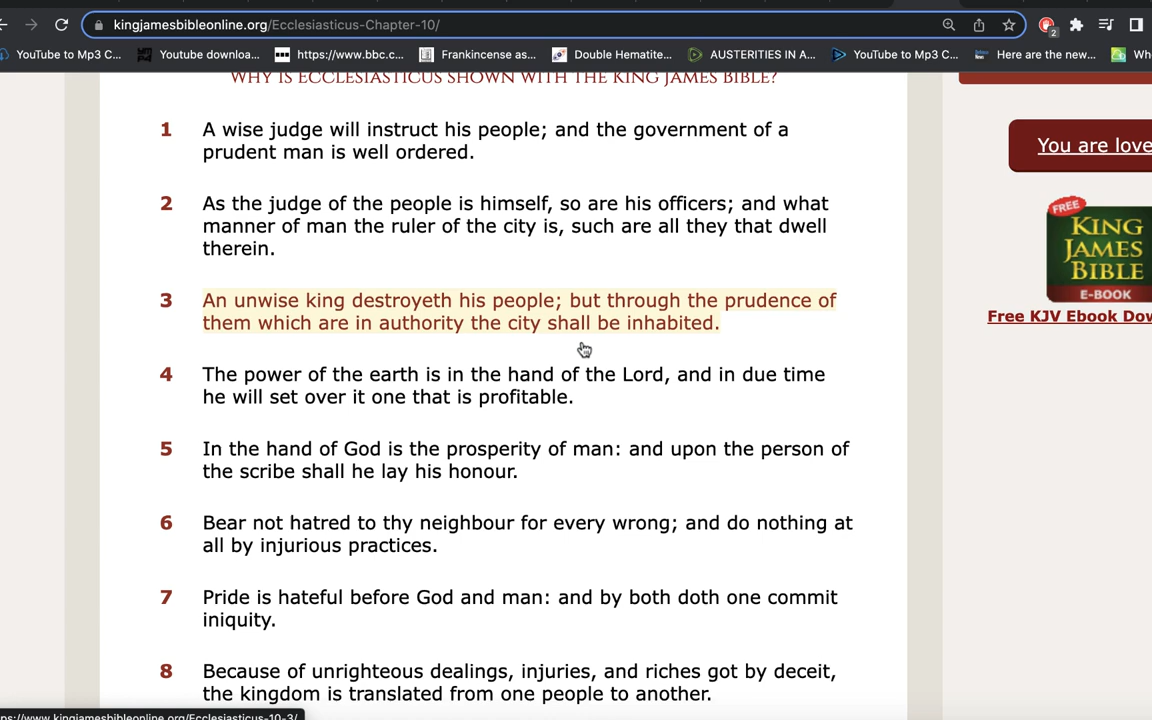 kingjamesbibleonline.org/Ecclesiasticus-Chapter-10/
2
YouTube to Mp3 C...
Youtube downloa...
https://www.bbc.c...
Frankincense as...
Double Hematite...
AUSTERITIES IN A...
YouTube to Mp3 C...
Here are the new...
WHY IS ECCLESIASTICUS SHOWN WITH THE KING JAMES BIBLE?
1 A wise judge will instruct his people; and the government of a
prudent man is well ordered.
2 As the judge of the people is himself, so are his officers; and what
manner of man the ruler of the city is, such are all they that dwell
therein.
3 An unwise king destroyeth his people; but through the prudence of
them which are in authority the city shall be inhabited.
4 The power of the earth is in the hand of the Lord, and in due time
he will set over it one that is profitable.
5 In the hand of God is the prosperity of man: and upon the person of
the scribe shall he lay his honour.
6 Bear not hatred to thy neighbour for every wrong; and do nothing at
all by injurious practices.
7 Pride is hateful before God and man: and by both doth one commit
iniquity.
8 Because of unrighteous dealings, injuries, and riches got by deceit,
the kingdom is translated from one people to another.
You are love
FREE
KING
JAMES
BIBLE
E-BOOK
Free KJV Ebook Dow
ps://www.kingjamesbibleonline.org/Ecclesiasticus-10-3/